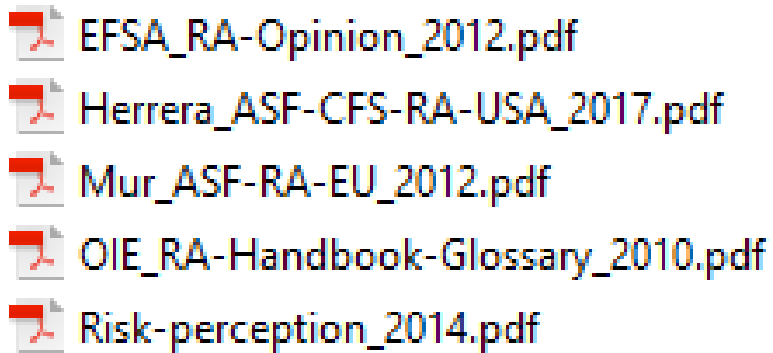 EFSA_RA-Opinion_2012.pdf
Herrera_ASF-CFS-RA-USA_2017.pdf
Mur_ASF-RA-EU_2012.pdf
OIE_RA-Handbook-Glossary_2010.pdf
Risk-perception_2014.pdf